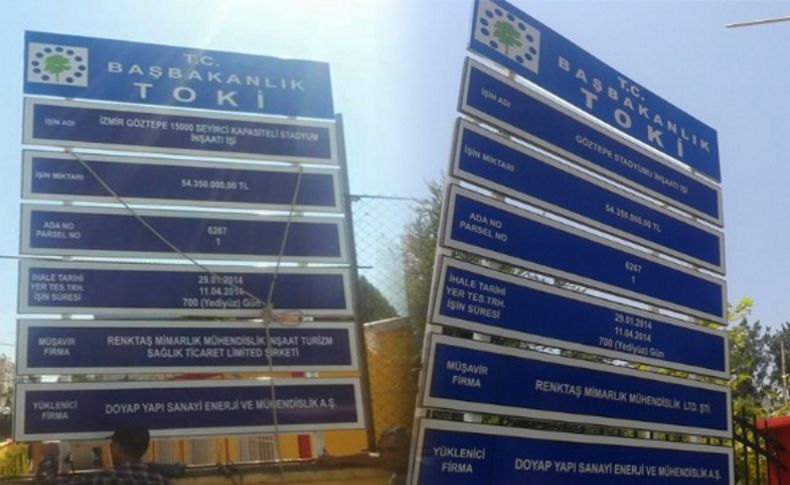 T.C.
BAŞBAKANLIK
TOKİ
İŞİN ADI
İZMİR GÖZTEPE 15000 SEYİRCİ KAPASİTELİ STADYUM
İNŞAATI İŞİ
İŞİN MİKTARI
54.350.000,00 TL
ADA NO
PARSEL NO
6267
1
İHALE TARİHİ
YER TES.TRH.
İŞİN SÜRESİ
29.01.2014
11.04.2014
700 (Yediyüz) Gün
MÜŞAVİR
FİRMA
RENKTAŞ MİMARLIK MÜHENDİSLİK İNŞAAT TURİZM
SAĞLIK TİCARET LİMİTED ŞİRKETİ
YÜKLENİCİ
FİRMA
DOYAP YAPI SANAYİ ENERJİ VE MÜHENDİSLİK A.Ş.
T.C.
BAŞBAKANLIK
TOKİ
İŞİN ADI
GÖZTEPE STADYUMU İNŞAATI İŞİ
İŞİN MİKTARI
54.350.000,00 TL
ADA NO
PARSEL NO
6267
1
İHALE TARİHİ
YER TES.TRH.
İŞİN SÜRESİ
29.01.2014
11.04.2014
700 (Yediyüz) Gün
MÜŞAVİR
FİRMA
RENKTAŞ MİMARLIK MÜHENDİSLİK LTD. ŞTİ.
YÜKLENİCİ
FİRMA
DOYAP YAPI SANAYİ ENERJİ VE MÜHENDİSLİK A.Ş.